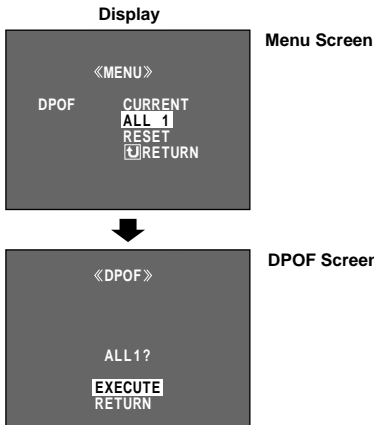 Display
Menu Screen
《MENU》
DPOF CURRENT
ALL 1
RESET
RETURN
DPOF Screen
《DPOF》
ALL1?
EXECUTE
RETURN